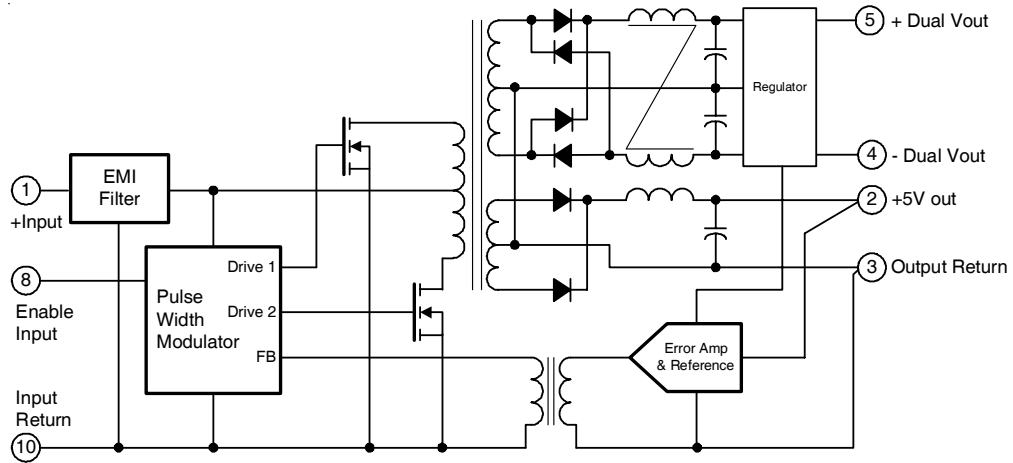 5 + Dual Vout
Regulator
4 - Dual Vout
EMI
Filter
1
+Input
2 +5V out
Drive 1
3 Output Return
8
Enable
Input
Pulse
Width
Modulator
Drive 2
FB
Error Amp
& Reference
Input
Return
10